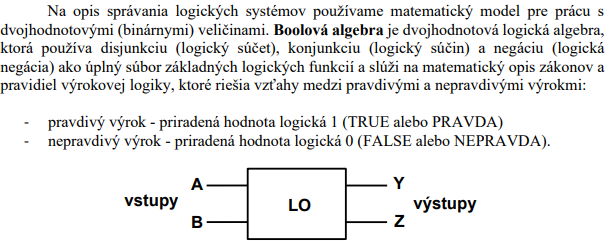 Na opis správania logických systémov používame matematický model pre prácu s
dvojhodnotovými (binárnymi) veličinami. Boolová algebra je dvojhodnotová logická algebra,
ktorá používa disjunkciu (logický súčet), konjunkciu (logický súčin) a negáciu (logická
negácia) ako úplný súbor základných logických funkcií a slúži na matematický opis zákonov a
pravidiel výrokovej logiky, ktoré riešia vzťahy medzi pravdivými a nepravdivými výrokmi:
- pravdivý výrok - priradená hodnota logická 1 (TRUE alebo PRAVDA)
- nepravdivý výrok - priradená hodnota logická 0 (FALSE alebo NEPRAVDA).
A Y
vstupy LO výstupy
B Z